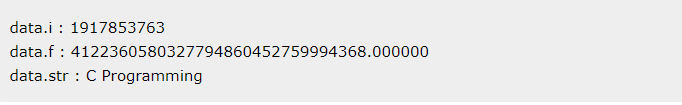 data.i : 1917853763
data.f : 4122360580327794860452759994368.000000
data.str : C Programming